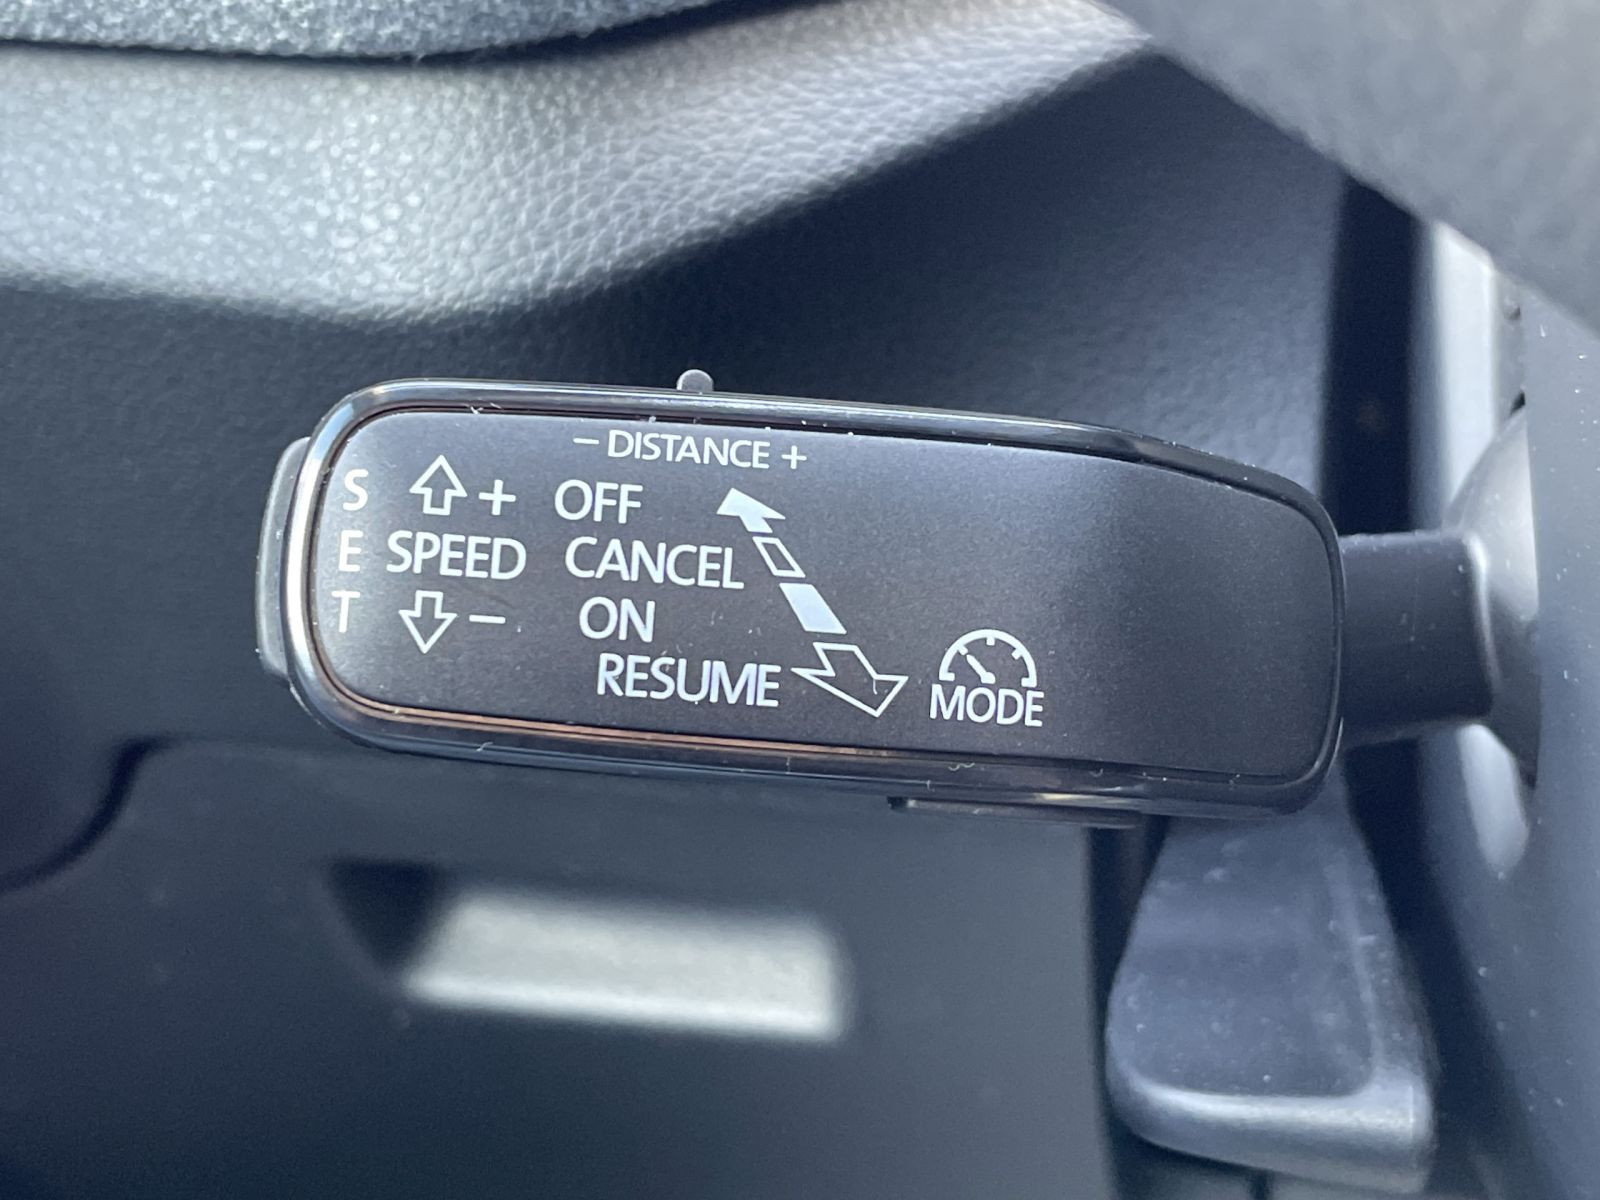 − DISTANCE +
S + OFF
E SPEED CANCEL
T − ON
RESUME
MODE